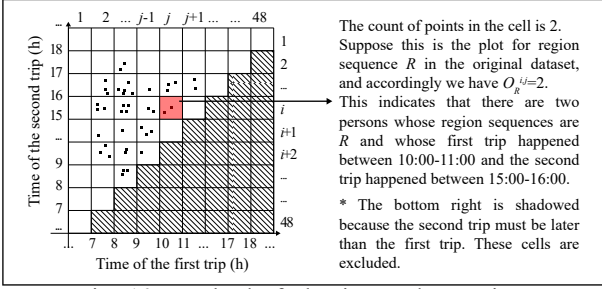 1 2 ... j-1 j j+1 ... ... 48
Time of the second trip (h)
...
18
17
16
15
...
9
8
7
...
1
2
...
i
i+1
i+2
...
...
48
... 7 8 9 10 11 ... 17 18 ...
Time of the first trip (h)
The count of points in the cell is 2.
Suppose this is the plot for region
sequence R in the original dataset,
and accordingly we have O_R^{i,j}=2.
This indicates that there are two
persons whose region sequences are
R and whose first trip happened
between 10:00-11:00 and the second
trip happened between 15:00-16:00.
* The bottom right is shadowed
because the second trip must be later
than the first trip. These cells are
excluded.